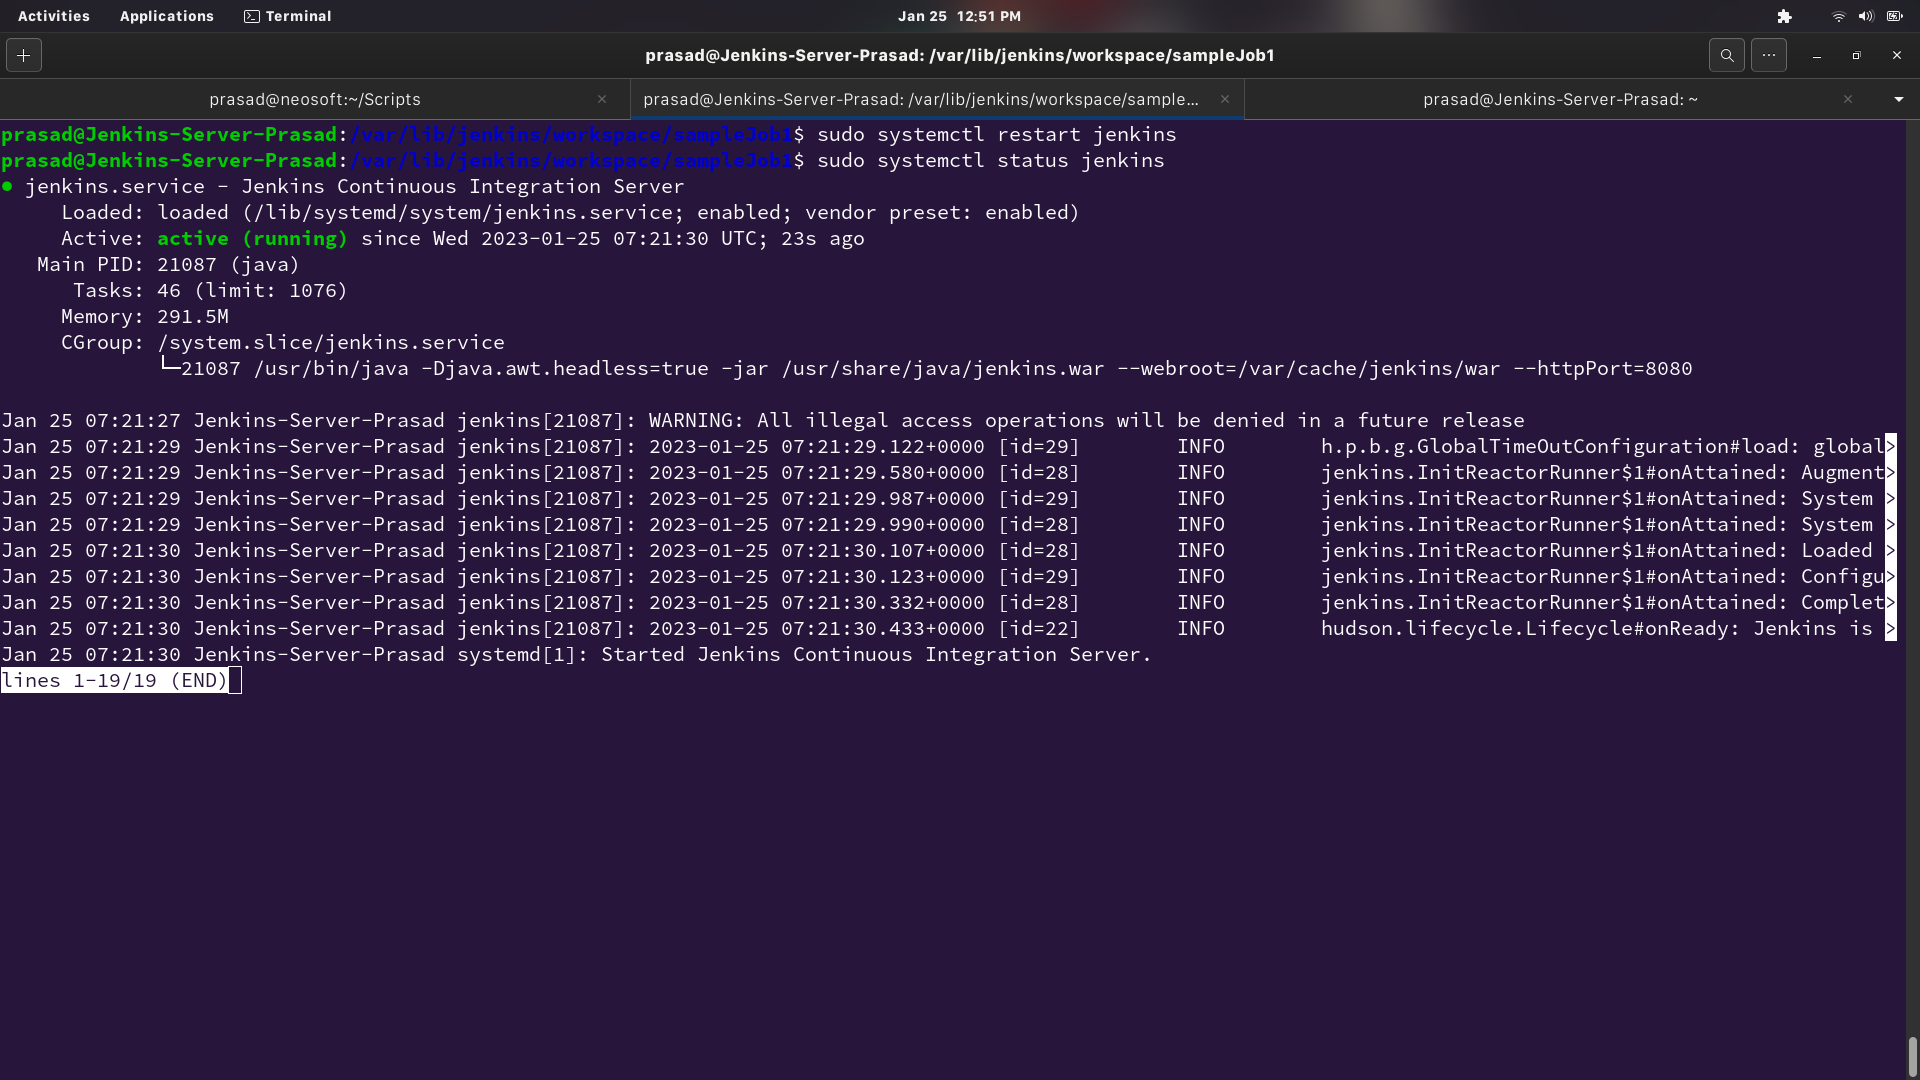 Activities Applications Terminal Jan 25 12:51 PM
prasad@Jenkins-Server-Prasad: /var/lib/jenkins/workspace/sampleJob1
prasad@neosoft:~/Scripts × prasad@Jenkins-Server-Prasad: /var/lib/jenkins/workspace/sample... × prasad@Jenkins-Server-Prasad: ~ ×
prasad@Jenkins-Server-Prasad:/var/lib/jenkins/workspace/sampleJob1$ sudo systemctl restart jenkins
prasad@Jenkins-Server-Prasad:/var/lib/jenkins/workspace/sampleJob1$ sudo systemctl status jenkins
● jenkins.service - Jenkins Continuous Integration Server
     Loaded: loaded (/lib/systemd/system/jenkins.service; enabled; vendor preset: enabled)
     Active: active (running) since Wed 2023-01-25 07:21:30 UTC; 23s ago
   Main PID: 21087 (java)
      Tasks: 46 (limit: 1076)
     Memory: 291.5M
     CGroup: /system.slice/jenkins.service
             └─21087 /usr/bin/java -Djava.awt.headless=true -jar /usr/share/java/jenkins.war --webroot=/var/cache/jenkins/war --httpPort=8080
Jan 25 07:21:27 Jenkins-Server-Prasad jenkins[21087]: WARNING: All illegal access operations will be denied in a future release
Jan 25 07:21:29 Jenkins-Server-Prasad jenkins[21087]: 2023-01-25 07:21:29.122+0000 [id=29]        INFO        h.p.b.g.GlobalTimeOutConfiguration#load: global>
Jan 25 07:21:29 Jenkins-Server-Prasad jenkins[21087]: 2023-01-25 07:21:29.580+0000 [id=28]        INFO        jenkins.InitReactorRunner$1#onAttained: Augment>
Jan 25 07:21:29 Jenkins-Server-Prasad jenkins[21087]: 2023-01-25 07:21:29.987+0000 [id=29]        INFO        jenkins.InitReactorRunner$1#onAttained: System >
Jan 25 07:21:29 Jenkins-Server-Prasad jenkins[21087]: 2023-01-25 07:21:29.990+0000 [id=28]        INFO        jenkins.InitReactorRunner$1#onAttained: System >
Jan 25 07:21:30 Jenkins-Server-Prasad jenkins[21087]: 2023-01-25 07:21:30.107+0000 [id=28]        INFO        jenkins.InitReactorRunner$1#onAttained: Loaded >
Jan 25 07:21:30 Jenkins-Server-Prasad jenkins[21087]: 2023-01-25 07:21:30.123+0000 [id=29]        INFO        jenkins.InitReactorRunner$1#onAttained: Configu>
Jan 25 07:21:30 Jenkins-Server-Prasad jenkins[21087]: 2023-01-25 07:21:30.332+0000 [id=28]        INFO        jenkins.InitReactorRunner$1#onAttained: Complet>
Jan 25 07:21:30 Jenkins-Server-Prasad jenkins[21087]: 2023-01-25 07:21:30.433+0000 [id=22]        INFO        hudson.lifecycle.Lifecycle#onReady: Jenkins is >
Jan 25 07:21:30 Jenkins-Server-Prasad systemd[1]: Started Jenkins Continuous Integration Server.
lines 1-19/19 (END)